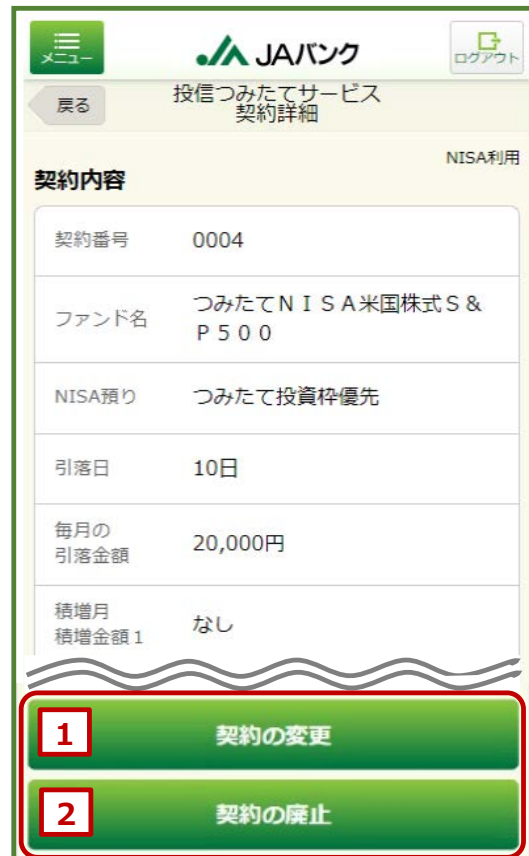 メニュー
JAバンク
ログアウト
戻る
投信つみたてサービス
契約詳細
NISA利用
契約内容
契約番号 0004
ファンド名 つみたてＮＩＳＡ米国株式Ｓ＆
Ｐ５００
NISA預り つみたて投資枠優先
引落日 10日
毎月の
引落金額 20,000円
積増月
積増金額１ なし
1 契約の変更
2 契約の廃止